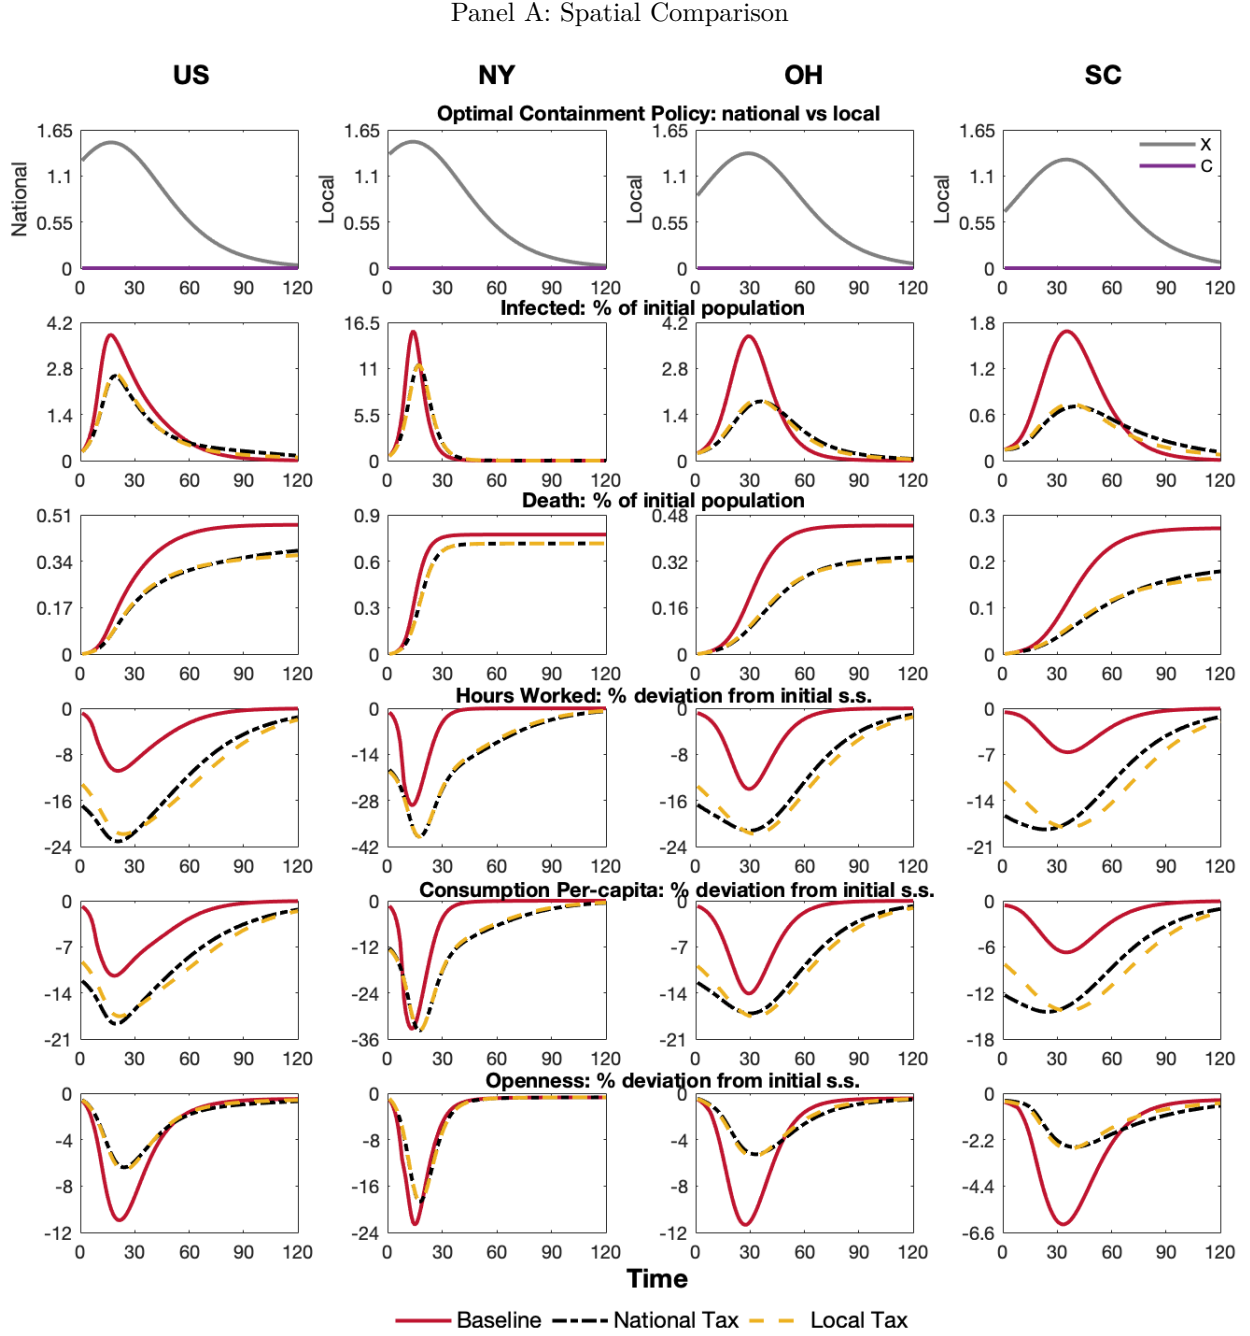 Panel A: Spatial Comparison
US NY OH SC
Optimal Containment Policy: national vs local
National
1.65
1.1
0.55
0
0 30 60 90 120
Local
1.65
1.1
0.55
0
0 30 60 90 120
Local
1.65
1.1
0.55
0
0 30 60 90 120
Local
1.65
1.1
0.55
0
0 30 60 90 120
X
C
Infected: % of initial population
4.2
2.8
1.4
0
0 30 60 90 120
16.5
11
5.5
0
0 30 60 90 120
4.2
2.8
1.4
0
0 30 60 90 120
1.8
1.2
0.6
0
0 30 60 90 120
Death: % of initial population
0.51
0.34
0.17
0
0 30 60 90 120
0.9
0.6
0.3
0
0 30 60 90 120
0.48
0.32
0.16
0
0 30 60 90 120
0.3
0.2
0.1
0
0 30 60 90 120
Hours Worked: % deviation from initial s.s.
0
-8
-16
-24
0 30 60 90 120
0
-14
-28
-42
0 30 60 90 120
0
-8
-16
-24
0 30 60 90 120
0
-7
-14
-21
0 30 60 90 120
Consumption Per-capita: % deviation from initial s.s.
0
-7
-14
-21
0 30 60 90 120
0
-12
-24
-36
0 30 60 90 120
0
-7
-14
-21
0 30 60 90 120
0
-6
-12
-18
0 30 60 90 120
Openness: % deviation from initial s.s.
0
-4
-8
-12
0 30 60 90 120
0
-8
-16
-24
0 30 60 90 120
0
-4
-8
-12
0 30 60 90 120
0
-2.2
-4.4
-6.6
0 30 60 90 120
Time
Baseline National Tax Local Tax